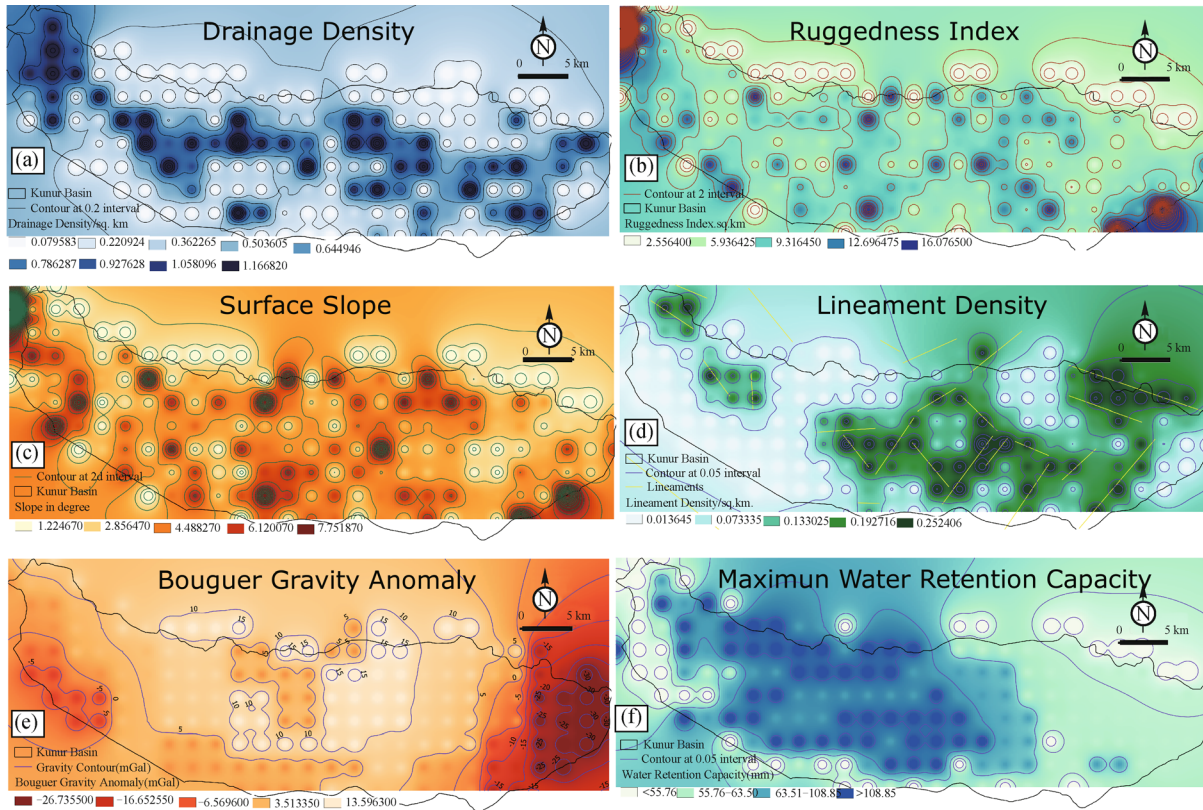 Drainage Density
N
0 5 km
(a)
Kunur Basin
Contour at 0.2 interval
Drainage Density/sq. km
0.079583 0.220924 0.362265 0.503605 0.644946
0.786287 0.927628 1.058096 1.166820
Ruggedness Index
N
0 5 km
(b)
Contour at 2 interval
Kunur Basin
Ruggedness Index.sq.km
2.556400 5.936425 9.316450 12.696475 16.076500
Surface Slope
N
0 5 km
(c)
Contour at 2d interval
Kunur Basin
Slope in degree
1.224670 2.856470 4.488270 6.120070 7.751870
Lineament Density
N
0 5 km
(d)
Kunur Basin
Contour at 0.05 interval
Lineaments
Lineament Density/sq.km.
0.013645 0.073335 0.133025 0.192716 0.252406
Bouguer Gravity Anomaly
N
0 5 km
(e)
Kunur Basin
Gravity Contour(mGal)
Bouguer Gravity Anomaly(mGal)
−26.735500 −16.652550 −6.569600 3.513350 13.596300
Maximun Water Retention Capacity
N
0 5 km
(f)
Kunur Basin
Contour at 0.05 interval
Water Retention Capacity(mm)
<55.76 55.76−63.50 63.51−108.85 >108.85